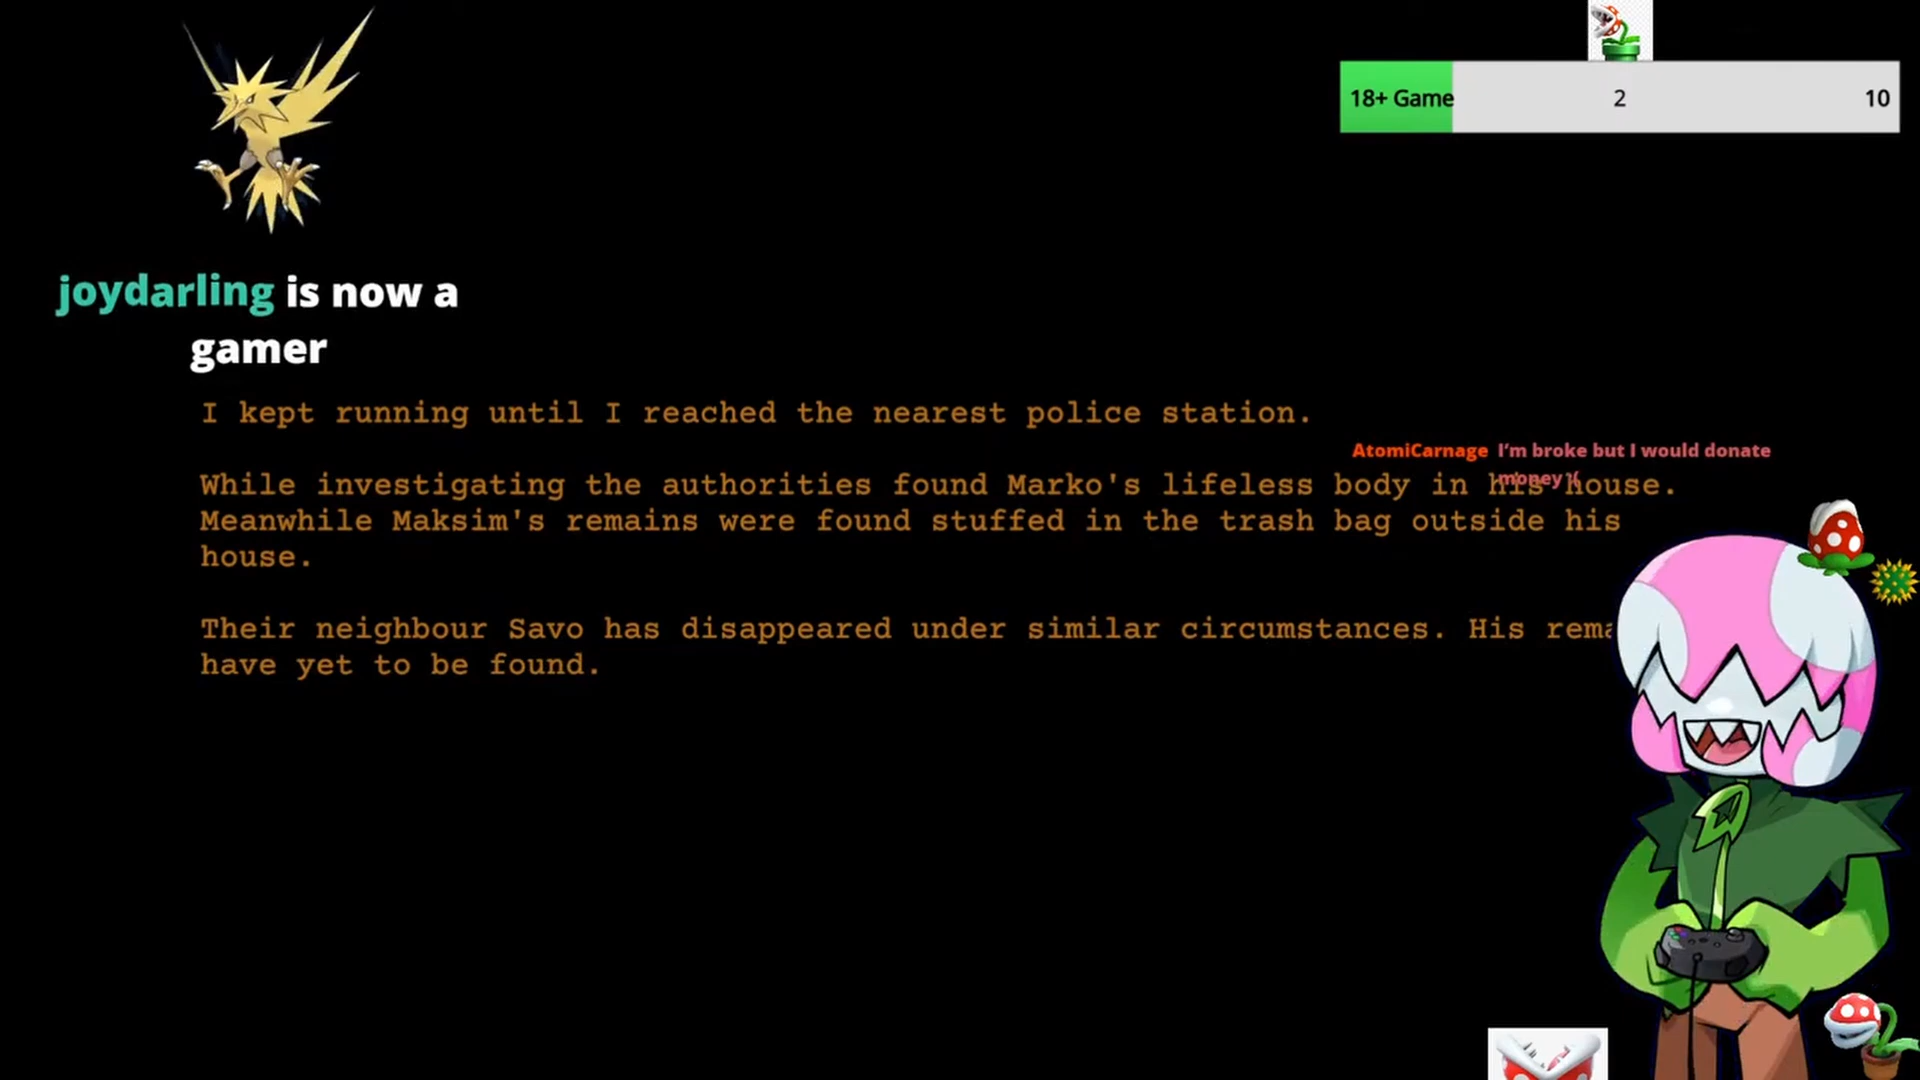 18+ Game 2 10
joydarling is now a
gamer
I kept running until I reached the nearest police station.
AtomiCarnage I'm broke but I would donate
money :(
While investigating the authorities found Marko's lifeless body in his house.
Meanwhile Maksim's remains were found stuffed in the trash bag outside his
house.
Their neighbour Savo has disappeared under similar circumstances. His
have yet to be found.